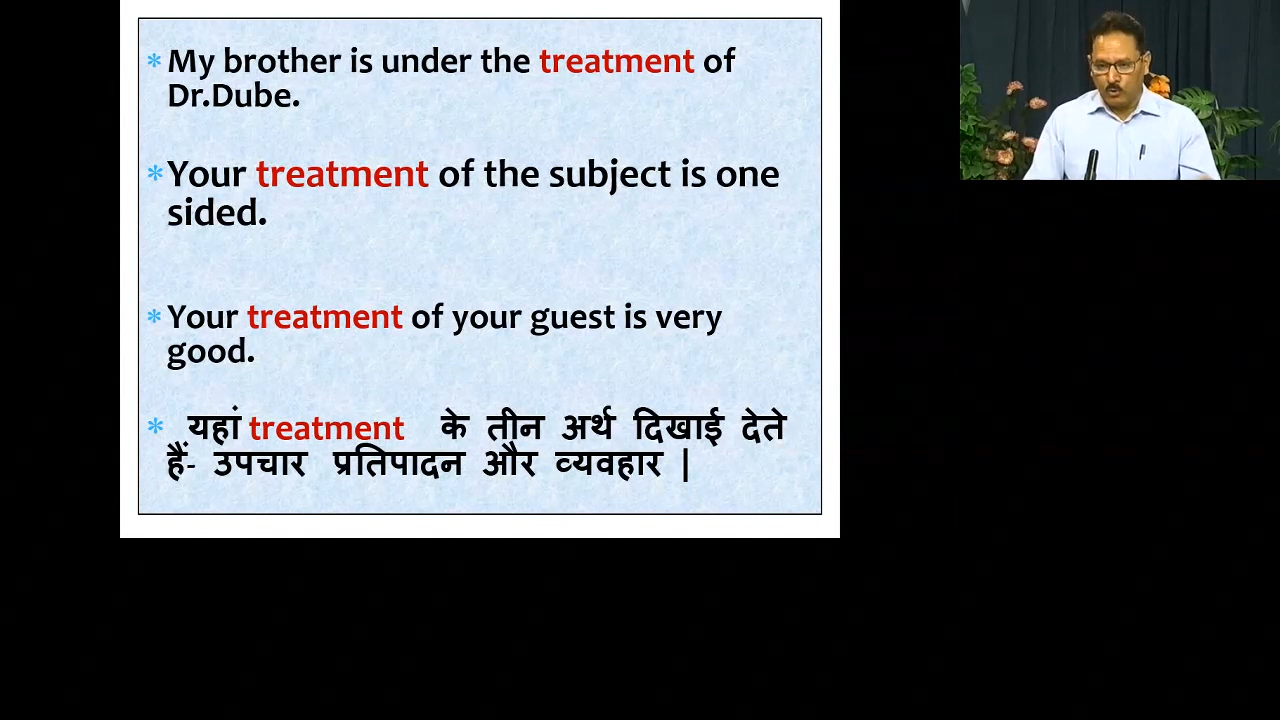 * My brother is under the treatment of
Dr.Dube.
* Your treatment of the subject is one
sided.
* Your treatment of your guest is very
good.
* यहां treatment के तीन अर्थ दिखाई देते
हैं- उपचार प्रतिपादन और व्यवहार |